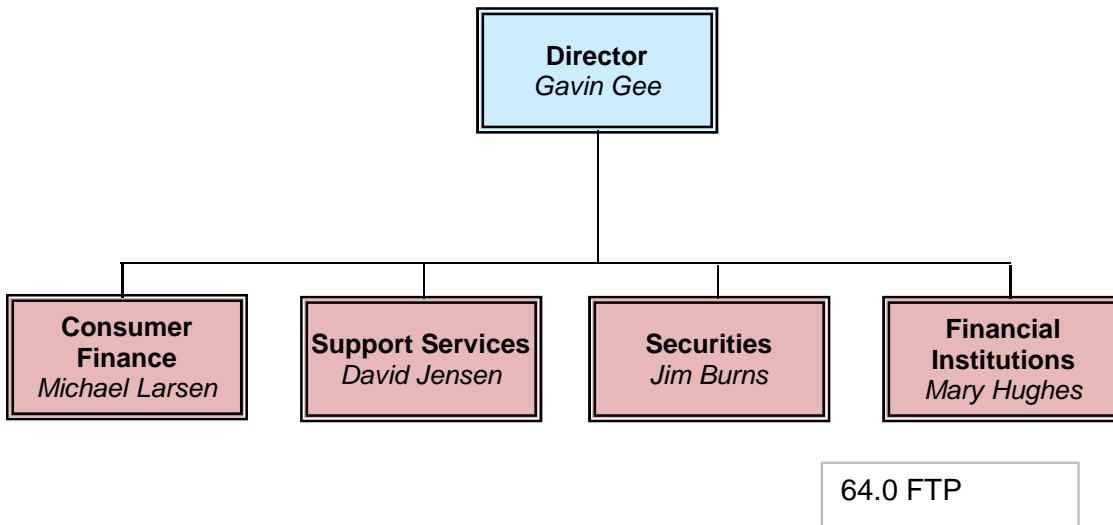 Director
Gavin Gee
Consumer
Finance
Michael Larsen
Support Services
David Jensen
Securities
Jim Burns
Financial
Institutions
Mary Hughes
64.0 FTP